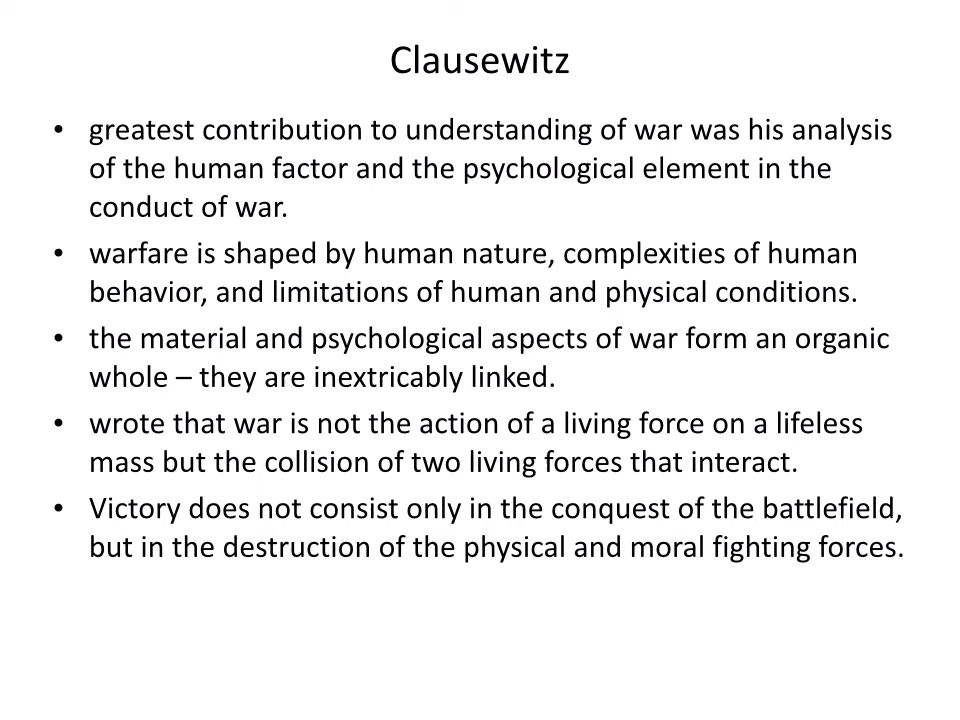 Clausewitz
• greatest contribution to understanding of war was his analysis
of the human factor and the psychological element in the
conduct of war.
• warfare is shaped by human nature, complexities of human
behavior, and limitations of human and physical conditions.
• the material and psychological aspects of war form an organic
whole – they are inextricably linked.
• wrote that war is not the action of a living force on a lifeless
mass but the collision of two living forces that interact.
• Victory does not consist only in the conquest of the battlefield,
but in the destruction of the physical and moral fighting forces.